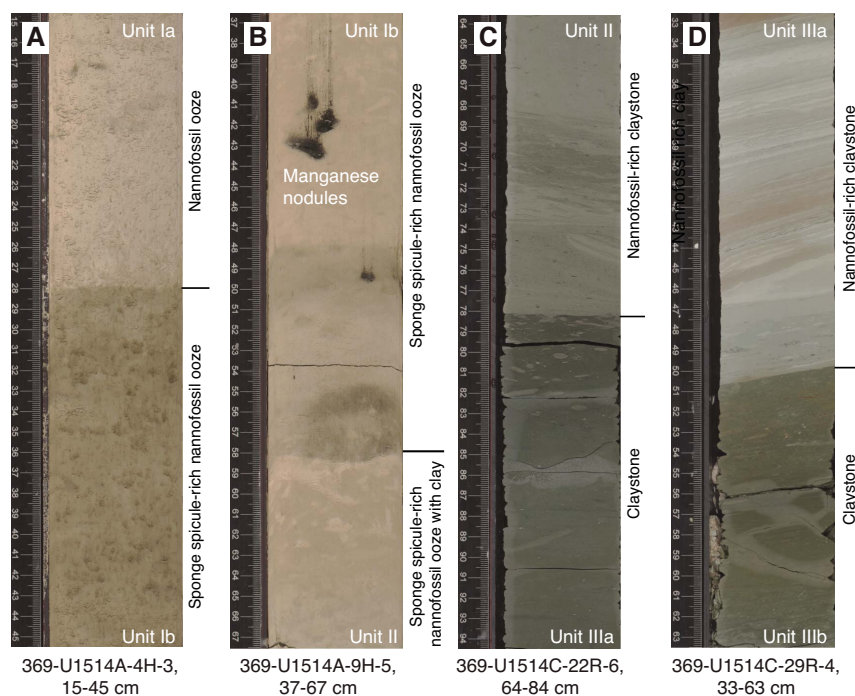 A
Unit Ia
Nannofossil ooze
Sponge spicule-rich nannofossil ooze
Unit Ib
369-U1514A-4H-3,
15-45 cm
B
Unit Ib
Manganese
nodules
Sponge spicule-rich nannofossil ooze
Sponge spicule-rich
nannofossil ooze with clay
Unit II
369-U1514A-9H-5,
37-67 cm
C
Unit II
Nannofossil-rich claystone
Claystone
Unit IIIa
369-U1514C-22R-6,
64-84 cm
D
Unit IIIa
Nannofossil rich clay
Nannofossil-rich claystone
Claystone
Unit IIIb
369-U1514C-29R-4,
33-63 cm